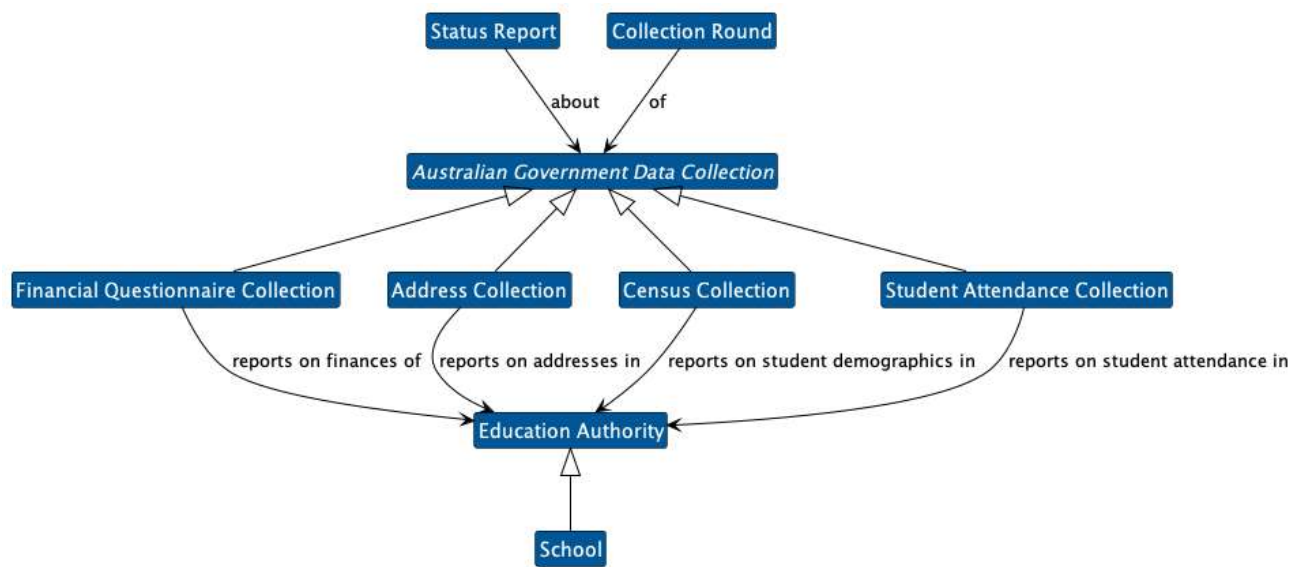 Status Report
Collection Round
about
of
Australian Government Data Collection
Financial Questionnaire Collection
Address Collection
Census Collection
Student Attendance Collection
reports on finances of
reports on addresses in
reports on student demographics in
reports on student attendance in
Education Authority
School